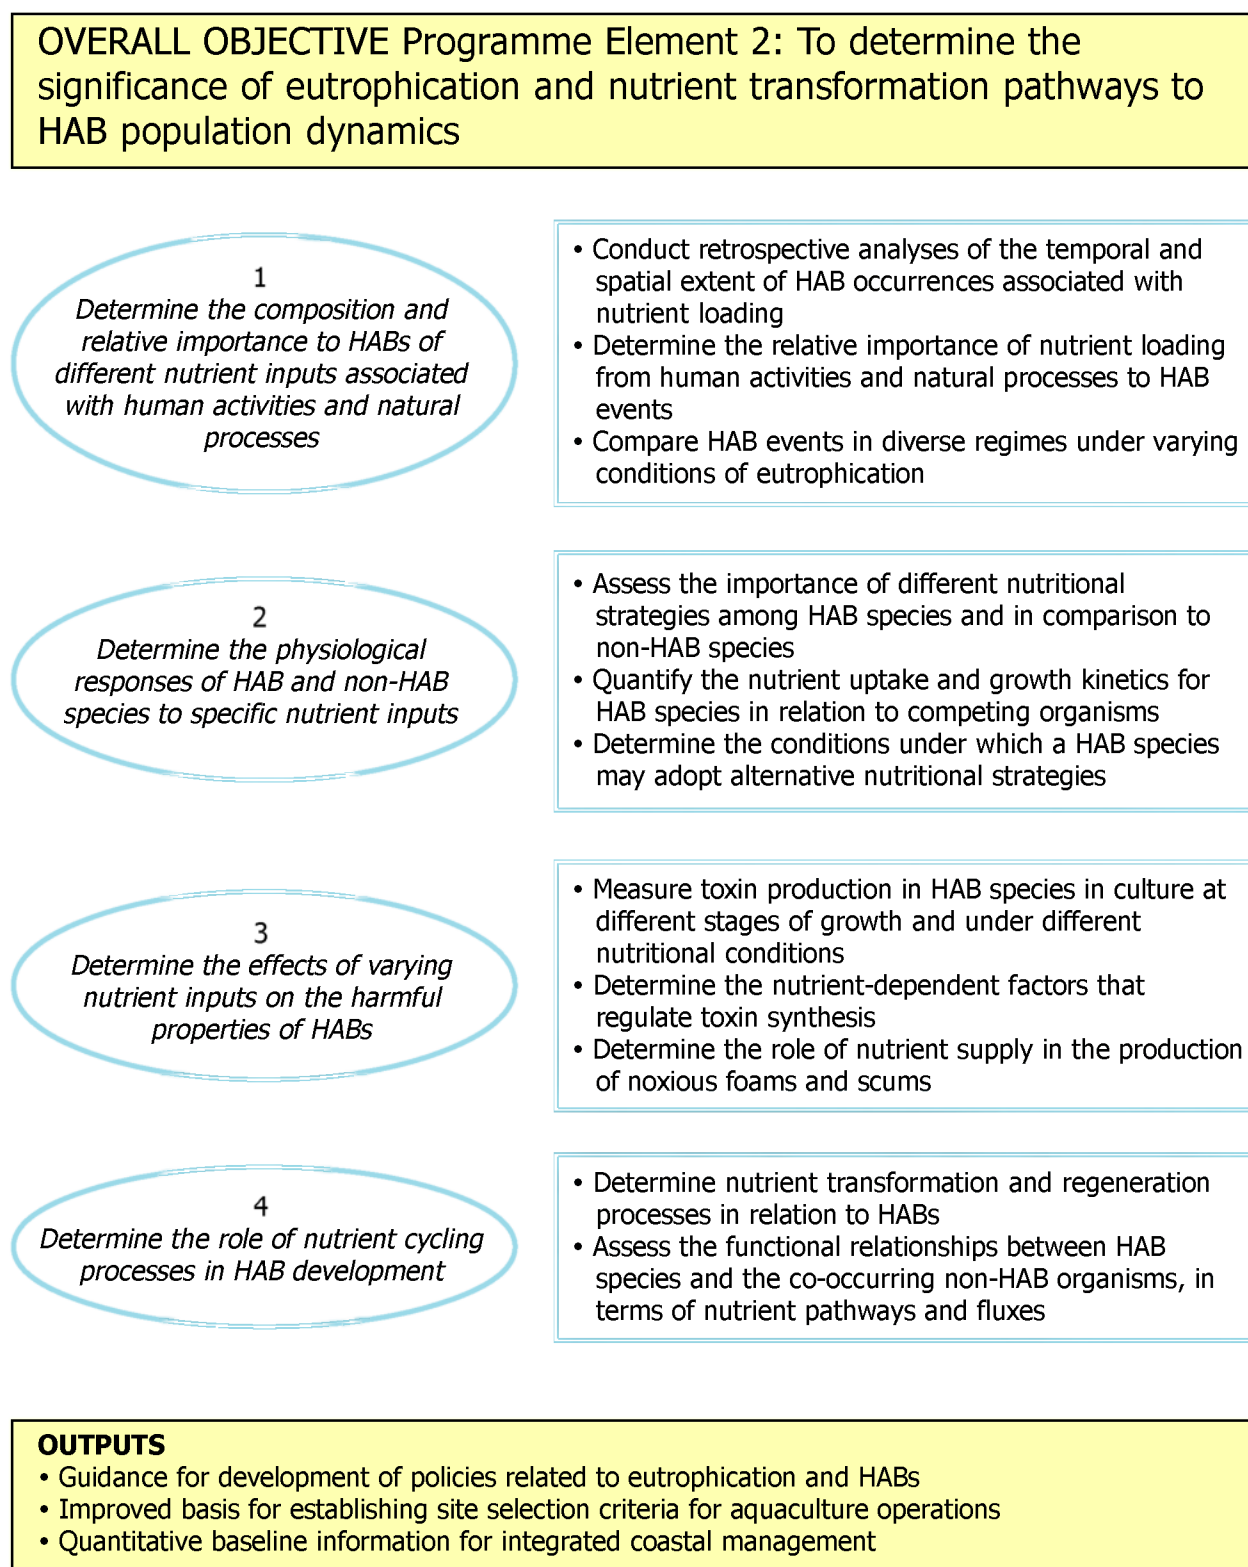 OVERALL OBJECTIVE Programme Element 2: To determine the
significance of eutrophication and nutrient transformation pathways to
HAB population dynamics
1
Determine the composition and
relative importance to HABs of
different nutrient inputs associated
with human activities and natural
processes
• Conduct retrospective analyses of the temporal and
spatial extent of HAB occurrences associated with
nutrient loading
• Determine the relative importance of nutrient loading
from human activities and natural processes to HAB
events
• Compare HAB events in diverse regimes under varying
conditions of eutrophication
2
Determine the physiological
responses of HAB and non-HAB
species to specific nutrient inputs
• Assess the importance of different nutritional
strategies among HAB species and in comparison to
non-HAB species
• Quantify the nutrient uptake and growth kinetics for
HAB species in relation to competing organisms
• Determine the conditions under which a HAB species
may adopt alternative nutritional strategies
3
Determine the effects of varying
nutrient inputs on the harmful
properties of HABs
• Measure toxin production in HAB species in culture at
different stages of growth and under different
nutritional conditions
• Determine the nutrient-dependent factors that
regulate toxin synthesis
• Determine the role of nutrient supply in the production
of noxious foams and scums
4
Determine the role of nutrient cycling
processes in HAB development
• Determine nutrient transformation and regeneration
processes in relation to HABs
• Assess the functional relationships between HAB
species and the co-occurring non-HAB organisms, in
terms of nutrient pathways and fluxes
OUTPUTS
• Guidance for development of policies related to eutrophication and HABs
• Improved basis for establishing site selection criteria for aquaculture operations
• Quantitative baseline information for integrated coastal management